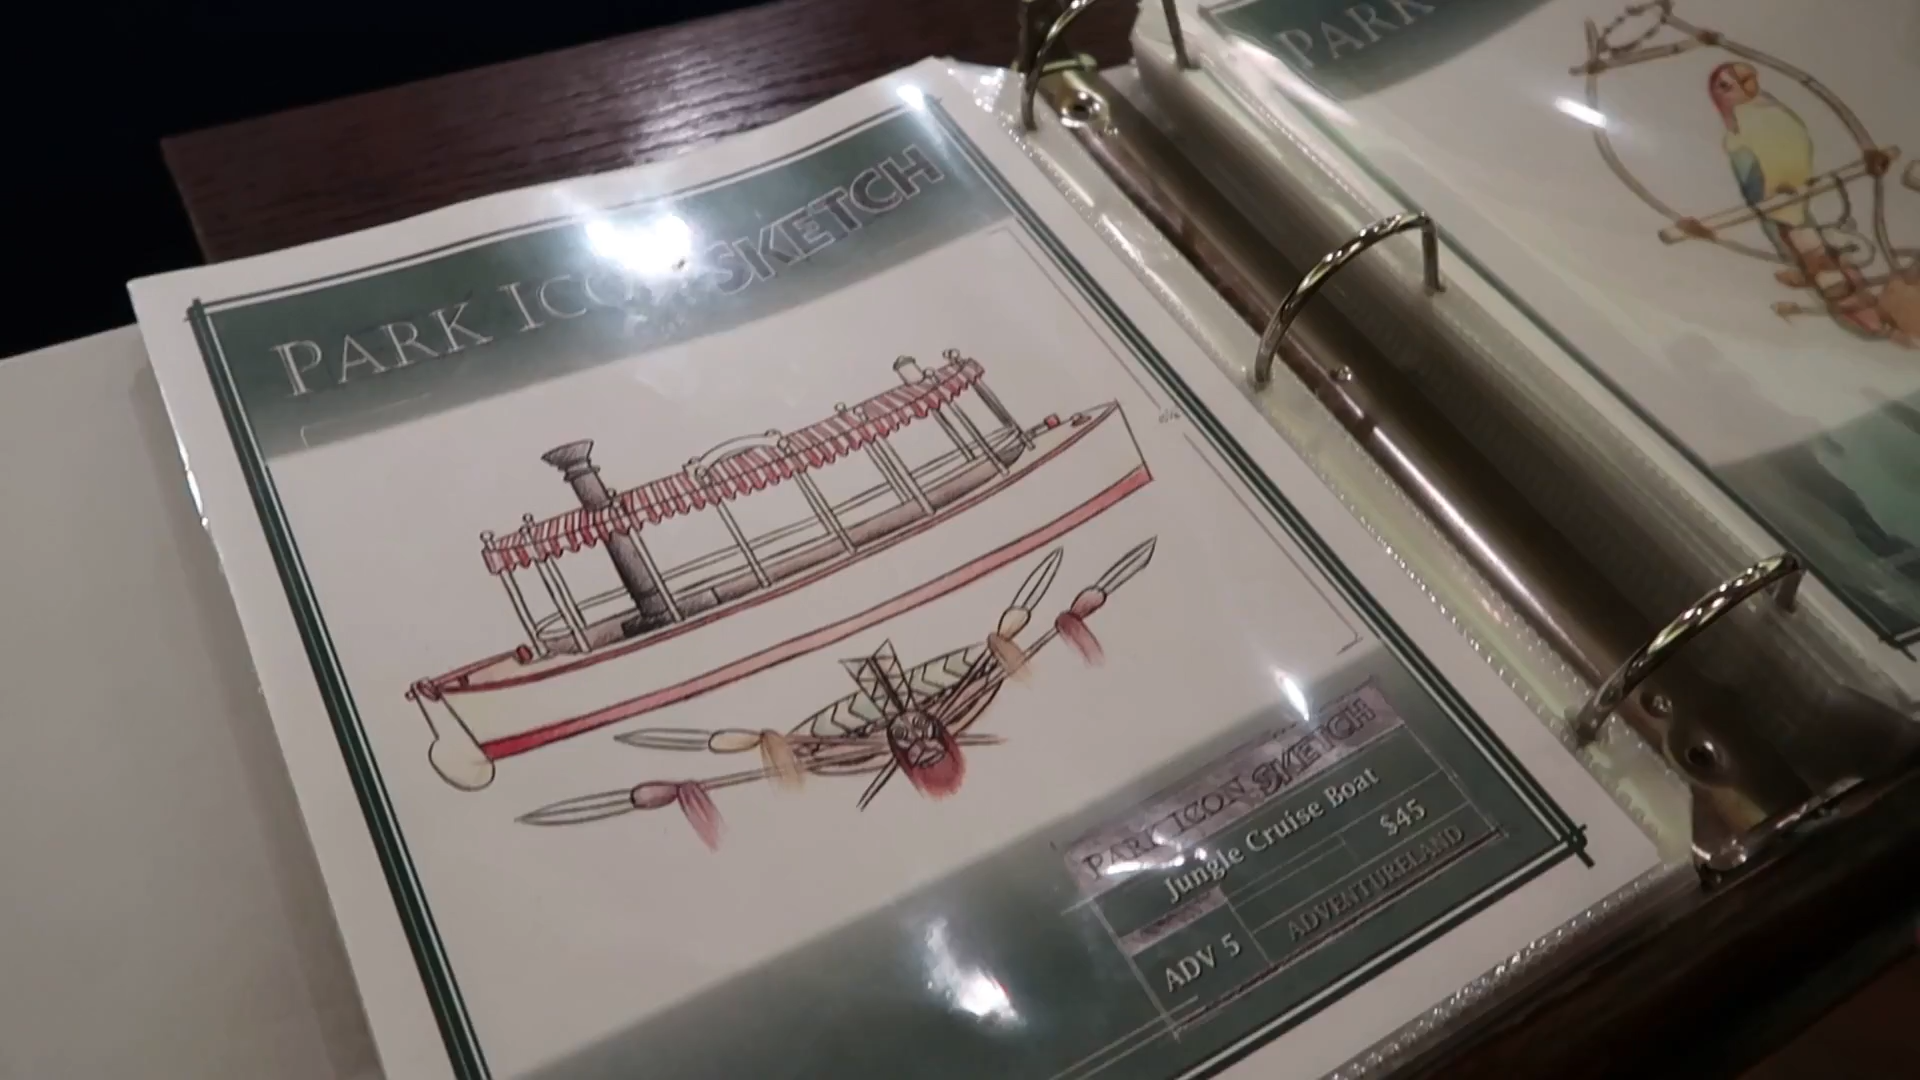 PARK ICON SKETCH
PARK ICON SKETCH
Jungle Cruise Boat
$45
ADV 5
ADVENTURELAND
PARK